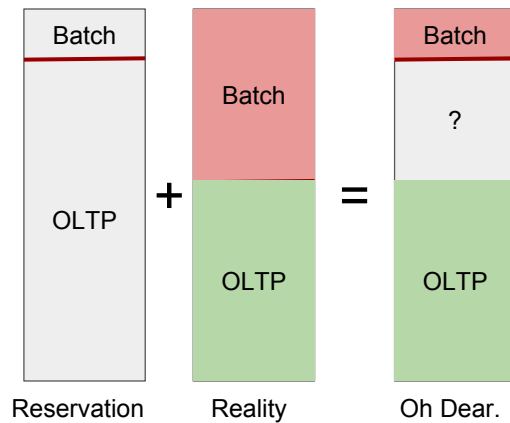 Batch
OLTP
Reservation
+
Batch
OLTP
Reality
=
Batch
?
OLTP
Oh Dear.